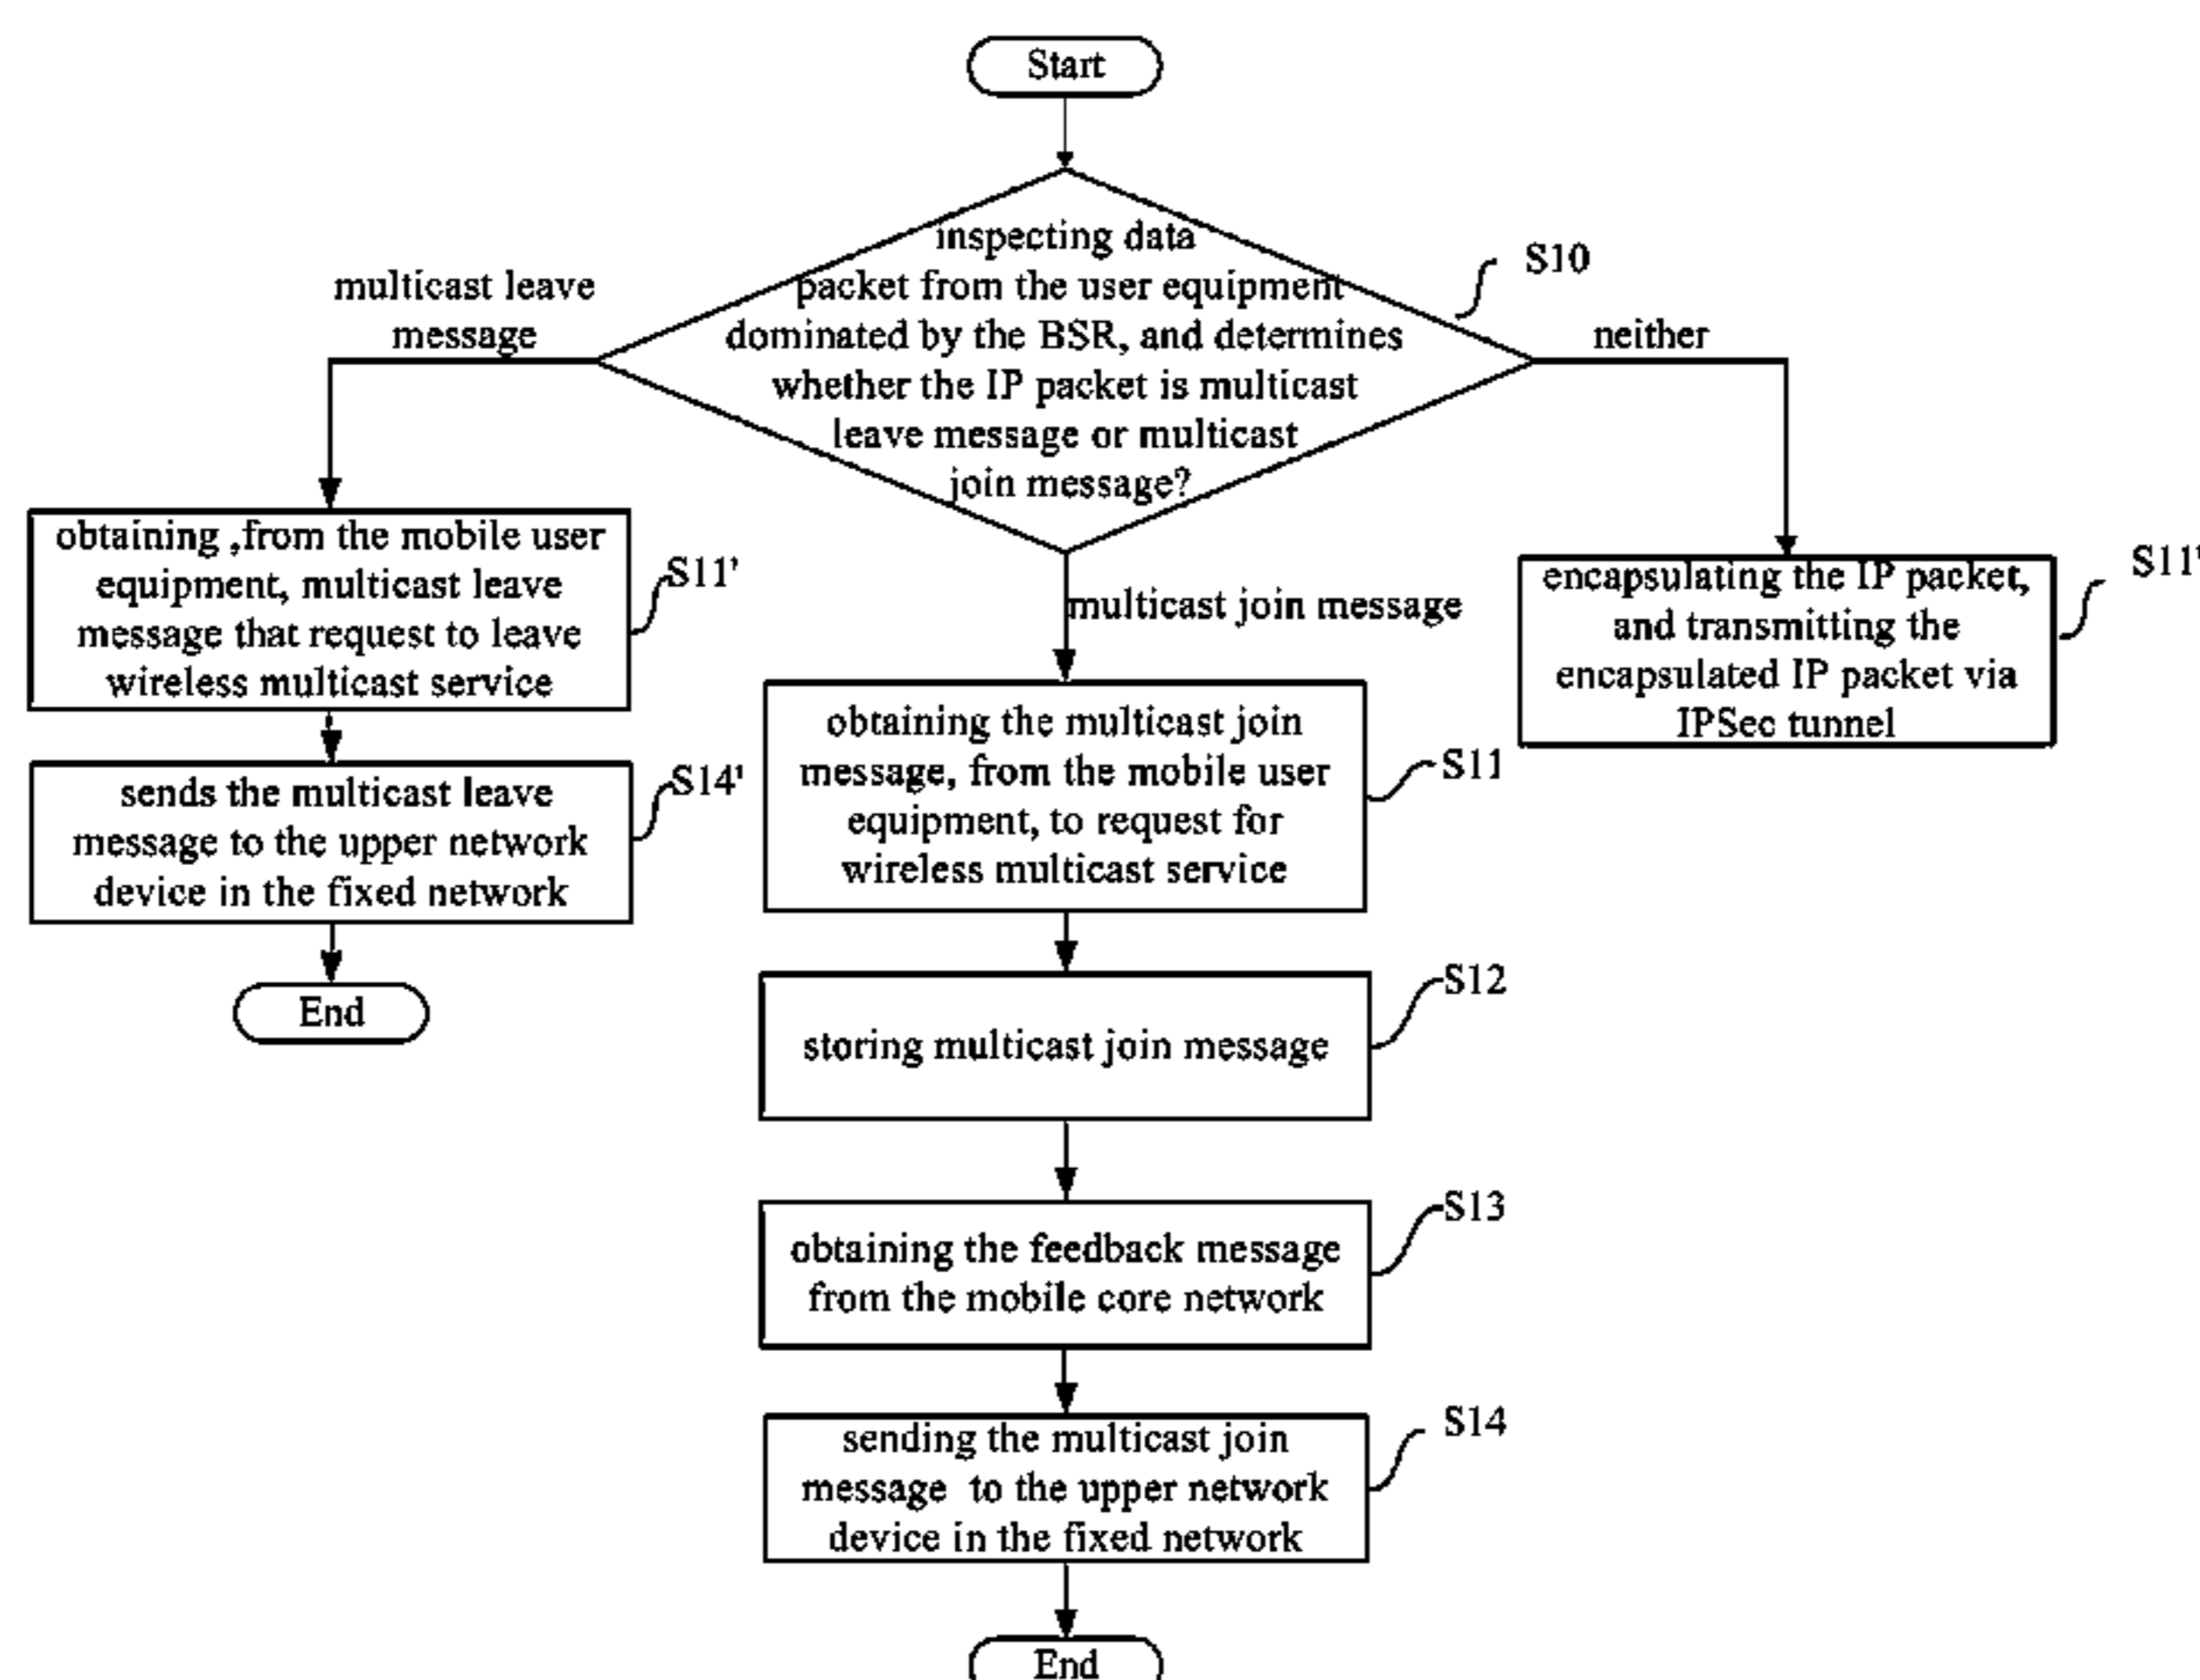 Start
inspecting data
packet from the user equipment
dominated by the BSR, and determines
whether the IP packet is multicast
leave message or multicast
join message?
S10
multicast leave
message
neither
multicast join message
obtaining ,from the mobile user
equipment, multicast leave
message that request to leave
wireless multicast service
S11'
sends the multicast leave
message to the upper network
device in the fixed network
S14'
End
obtaining the multicast join
message, from the mobile user
equipment, to request for
wireless multicast service
S11
storing multicast join message
S12
obtaining the feedback message
from the mobile core network
S13
sending the multicast join
message to the upper network
device in the fixed network
S14
End
encapsulating the IP packet,
and transmitting the
encapsulated IP packet via
IPSec tunnel